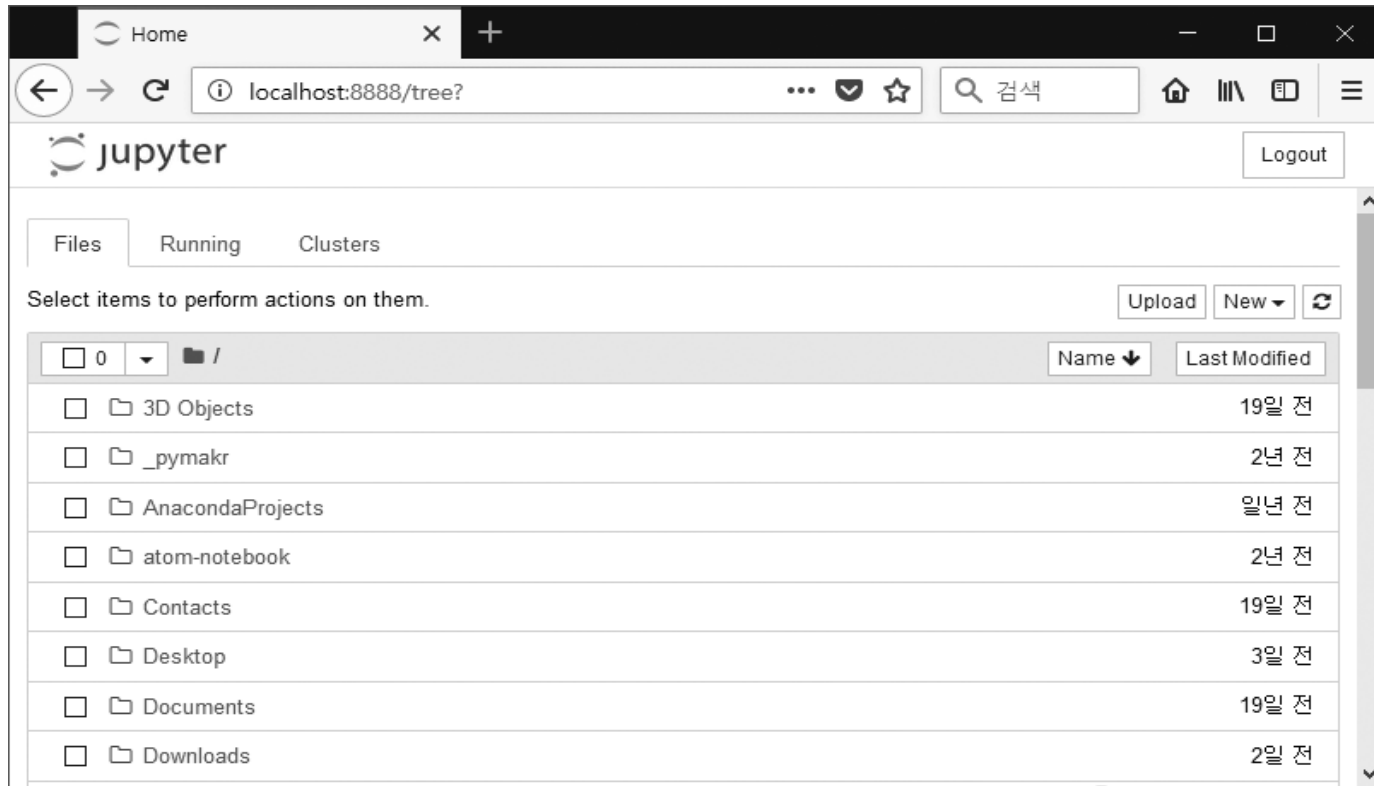 Home
localhost:8888/tree?
검색
jupyter
Logout
Files Running Clusters
Select items to perform actions on them.
Upload New
0 /
Name Last Modified
3D Objects 19일 전
_pymakr 2년 전
AnacondaProjects 일년 전
atom-notebook 2년 전
Contacts 19일 전
Desktop 3일 전
Documents 19일 전
Downloads 2일 전